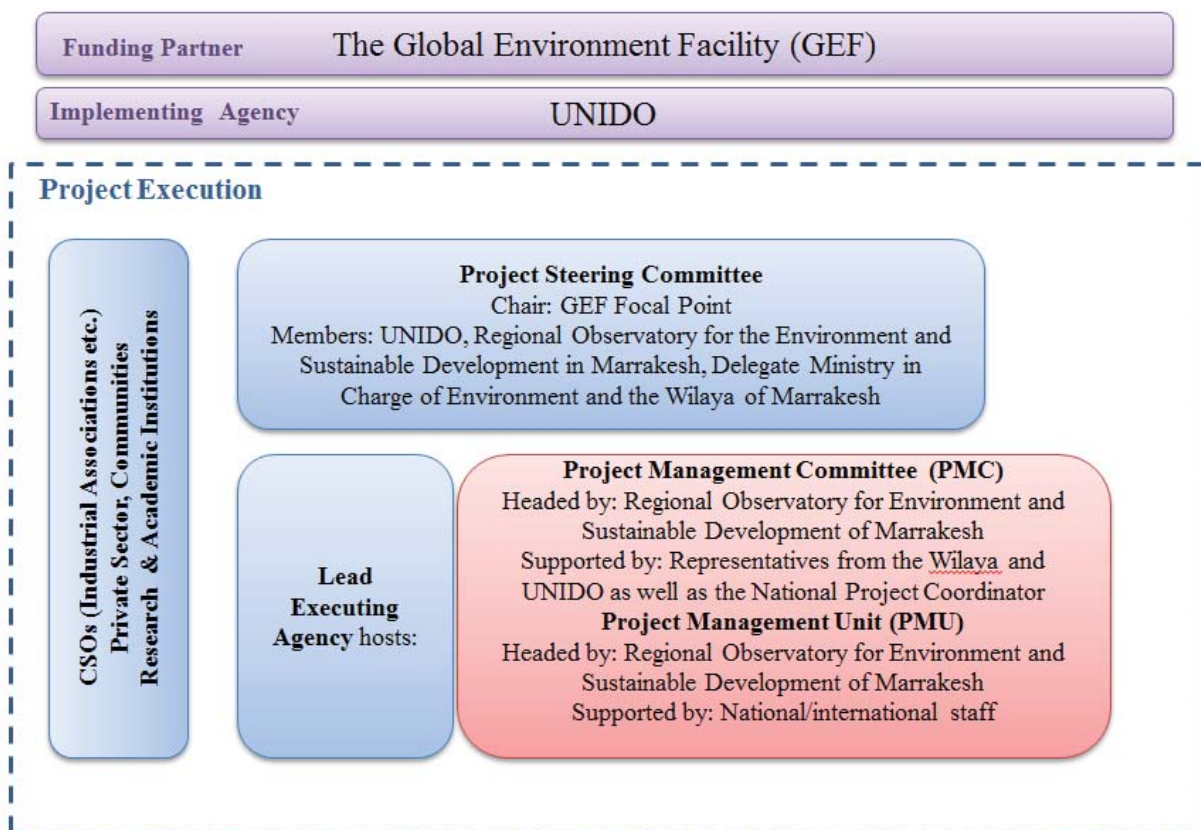 Funding Partner The Global Environment Facility (GEF)
Implementing Agency UNIDO
Project Execution
CSOs (Industrial Associations etc.)
Private Sector, Communities
Research & Academic Institutions
Project Steering Committee
Chair: GEF Focal Point
Members: UNIDO, Regional Observatory for the Environment and
Sustainable Development in Marrakesh, Delegate Ministry in
Charge of Environment and the Wilaya of Marrakesh
Lead
Executing
Agency hosts:
Project Management Committee (PMC)
Headed by: Regional Observatory for Environment and
Sustainable Development of Marrakesh
Supported by: Representatives from the Wilaya and
UNIDO as well as the National Project Coordinator
Project Management Unit (PMU)
Headed by: Regional Observatory for Environment and
Sustainable Development of Marrakesh
Supported by: National/international staff